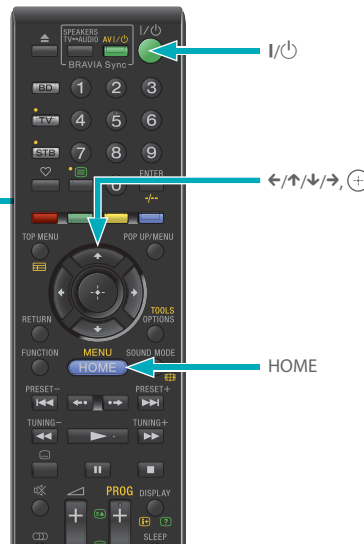 SPEAKERS
TV↔AUDIO AV I/⏻ I/⏻
BRAVIA Sync
I/⏻
BD 1 2 3
TV 4 5 6
STB 7 8 9
0 ENTER
-/--
←/↑/↓/→, ⊕
TOP MENU POP UP/MENU
TOOLS
RETURN OPTIONS
FUNCTION MENU SOUND MODE
HOME
HOME
PRESET– PRESET+
TUNING– TUNING+
PROG DISPLAY
SLEEP